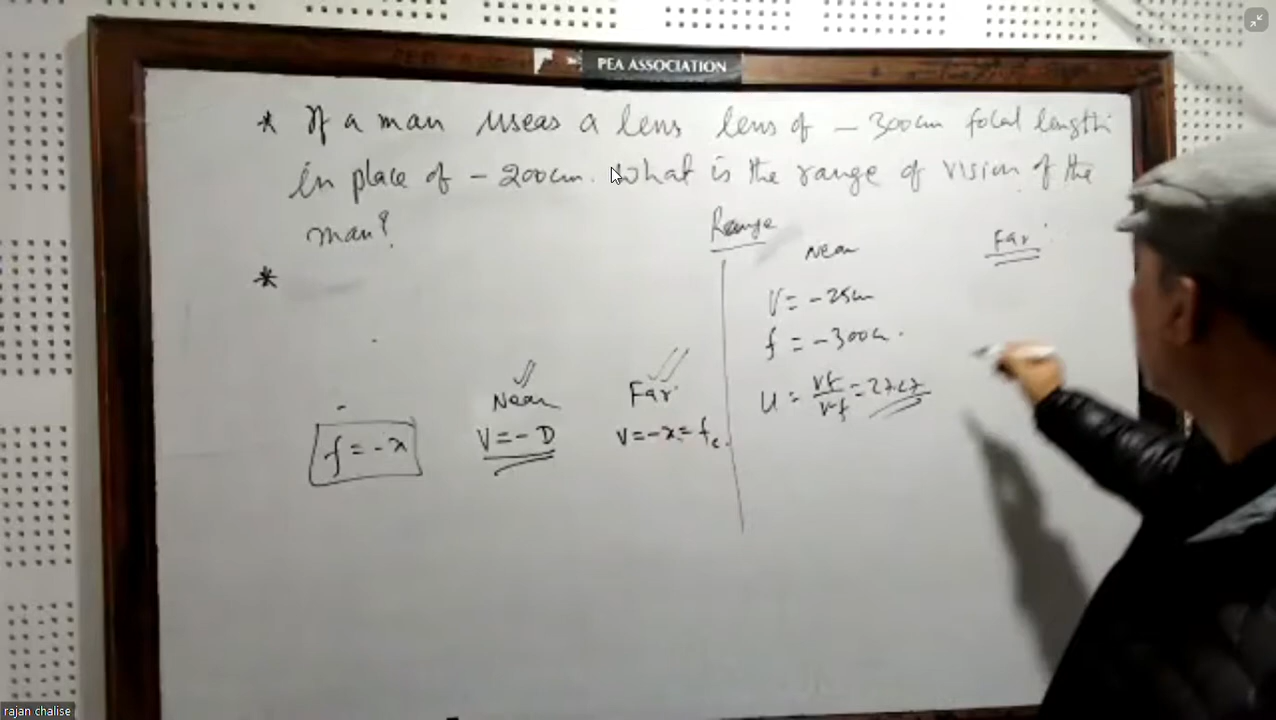 PEA ASSOCIATION
* If a man useas a lens lens of - 300cm focal length
in place of - 200cm. What is the range of vision of the
man?
*
Range
Near
Far
V = - 25cm
f = - 300cm.
u = vf/v-f = 27.27
Near
Far
f = - x
V = - D
V = - x = fc.
rajan chalise